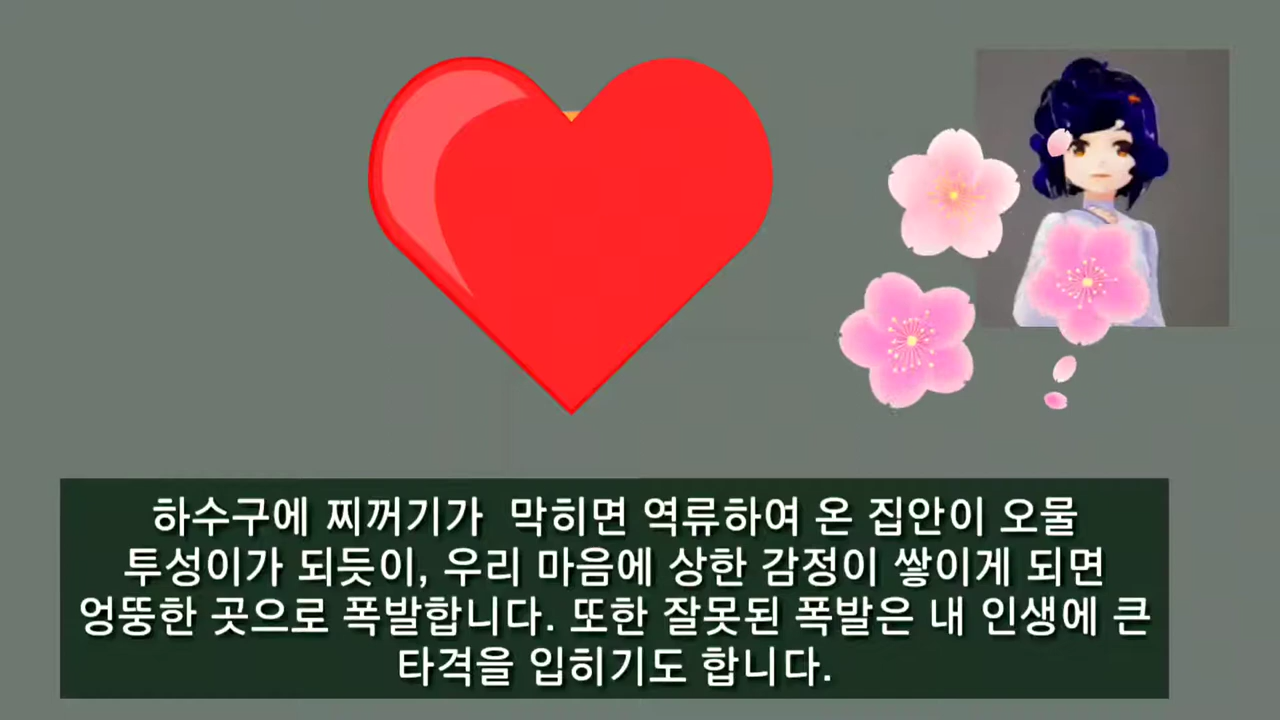 하수구에 찌꺼기가 막히면 역류하여 온 집안이 오물
투성이가 되듯이, 우리 마음에 상한 감정이 쌓이게 되면
엉뚱한 곳으로 폭발합니다. 또한 잘못된 폭발은 내 인생에 큰
타격을 입히기도 합니다.